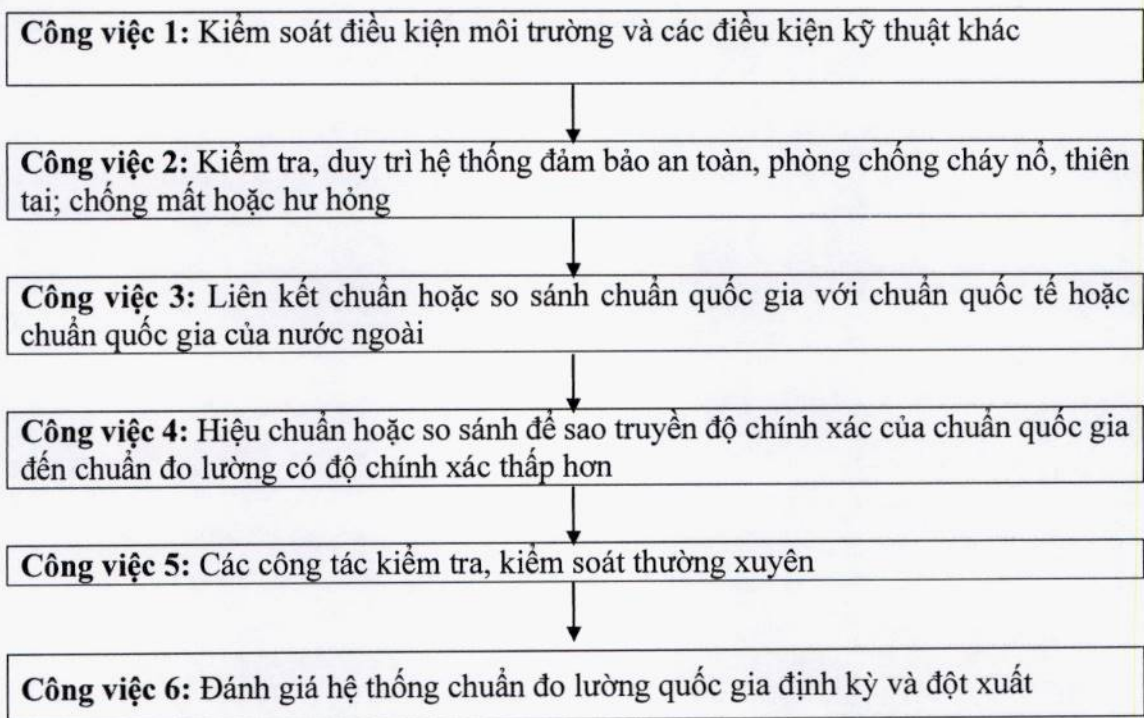 Công việc 1: Kiểm soát điều kiện môi trường và các điều kiện kỹ thuật khác
Công việc 2: Kiểm tra, duy trì hệ thống đảm bảo an toàn, phòng chống cháy nổ, thiên
tai; chống mất hoặc hư hỏng
Công việc 3: Liên kết chuẩn hoặc so sánh chuẩn quốc gia với chuẩn quốc tế hoặc
chuẩn quốc gia của nước ngoài
Công việc 4: Hiệu chuẩn hoặc so sánh để sao truyền độ chính xác của chuẩn quốc gia
đến chuẩn đo lường có độ chính xác thấp hơn
Công việc 5: Các công tác kiểm tra, kiểm soát thường xuyên
Công việc 6: Đánh giá hệ thống chuẩn đo lường quốc gia định kỳ và đột xuất